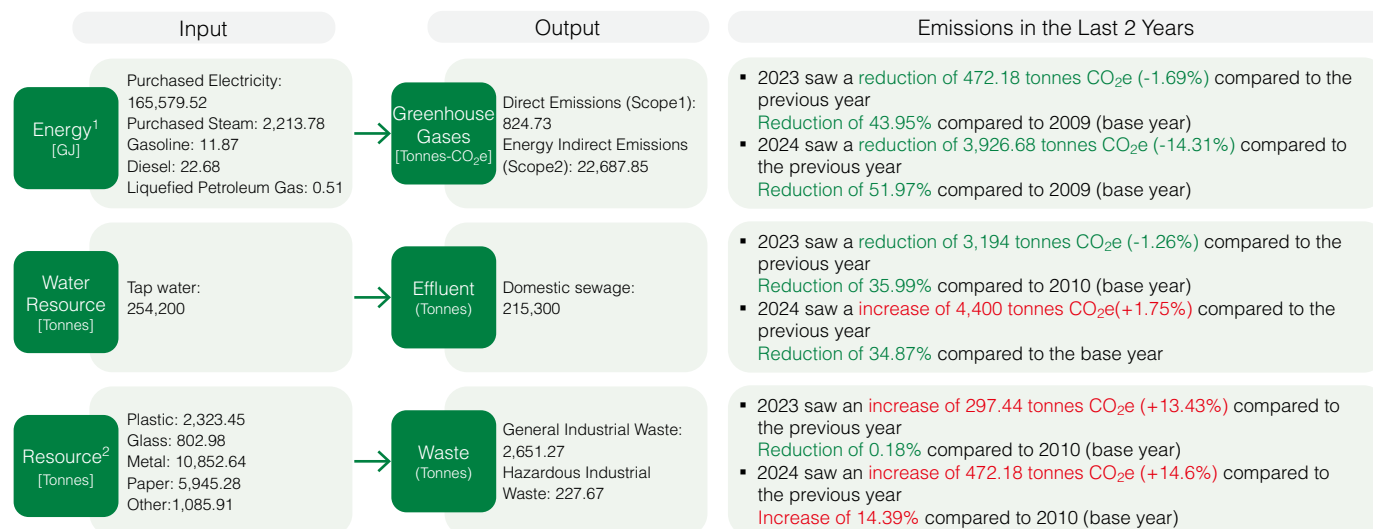 Input
Output
Emissions in the Last 2 Years
Energy¹
[GJ]
Purchased Electricity:
165,579.52
Purchased Steam: 2,213.78
Gasoline: 11.87
Diesel: 22.68
Liquefied Petroleum Gas: 0.51
Greenhouse
Gases
[Tonnes-CO₂e]
Direct Emissions (Scope1):
824.73
Energy Indirect Emissions
(Scope2): 22,687.85
▪ 2023 saw a reduction of 472.18 tonnes CO₂e (-1.69%) compared to the
previous year
Reduction of 43.95% compared to 2009 (base year)
▪ 2024 saw a reduction of 3,926.68 tonnes CO₂e (-14.31%) compared to
the previous year
Reduction of 51.97% compared to 2009 (base year)
Water
Resource
[Tonnes]
Tap water:
254,200
Effluent
(Tonnes)
Domestic sewage:
215,300
▪ 2023 saw a reduction of 3,194 tonnes CO₂e (-1.26%) compared to the
previous year
Reduction of 35.99% compared to 2010 (base year)
▪ 2024 saw a increase of 4,400 tonnes CO₂e(+1.75%) compared to the
previous year
Reduction of 34.87% compared to the base year
Resource²
[Tonnes]
Plastic: 2,323.45
Glass: 802.98
Metal: 10,852.64
Paper: 5,945.28
Other:1,085.91
Waste
(Tonnes)
General Industrial Waste:
2,651.27
Hazardous Industrial
Waste: 227.67
▪ 2023 saw an increase of 297.44 tonnes CO₂e (+13.43%) compared to
the previous year
Reduction of 0.18% compared to 2010 (base year)
▪ 2024 saw an increase of 472.18 tonnes CO₂e (+14.6%) compared to
the previous year
Increase of 14.39% compared to 2010 (base year)